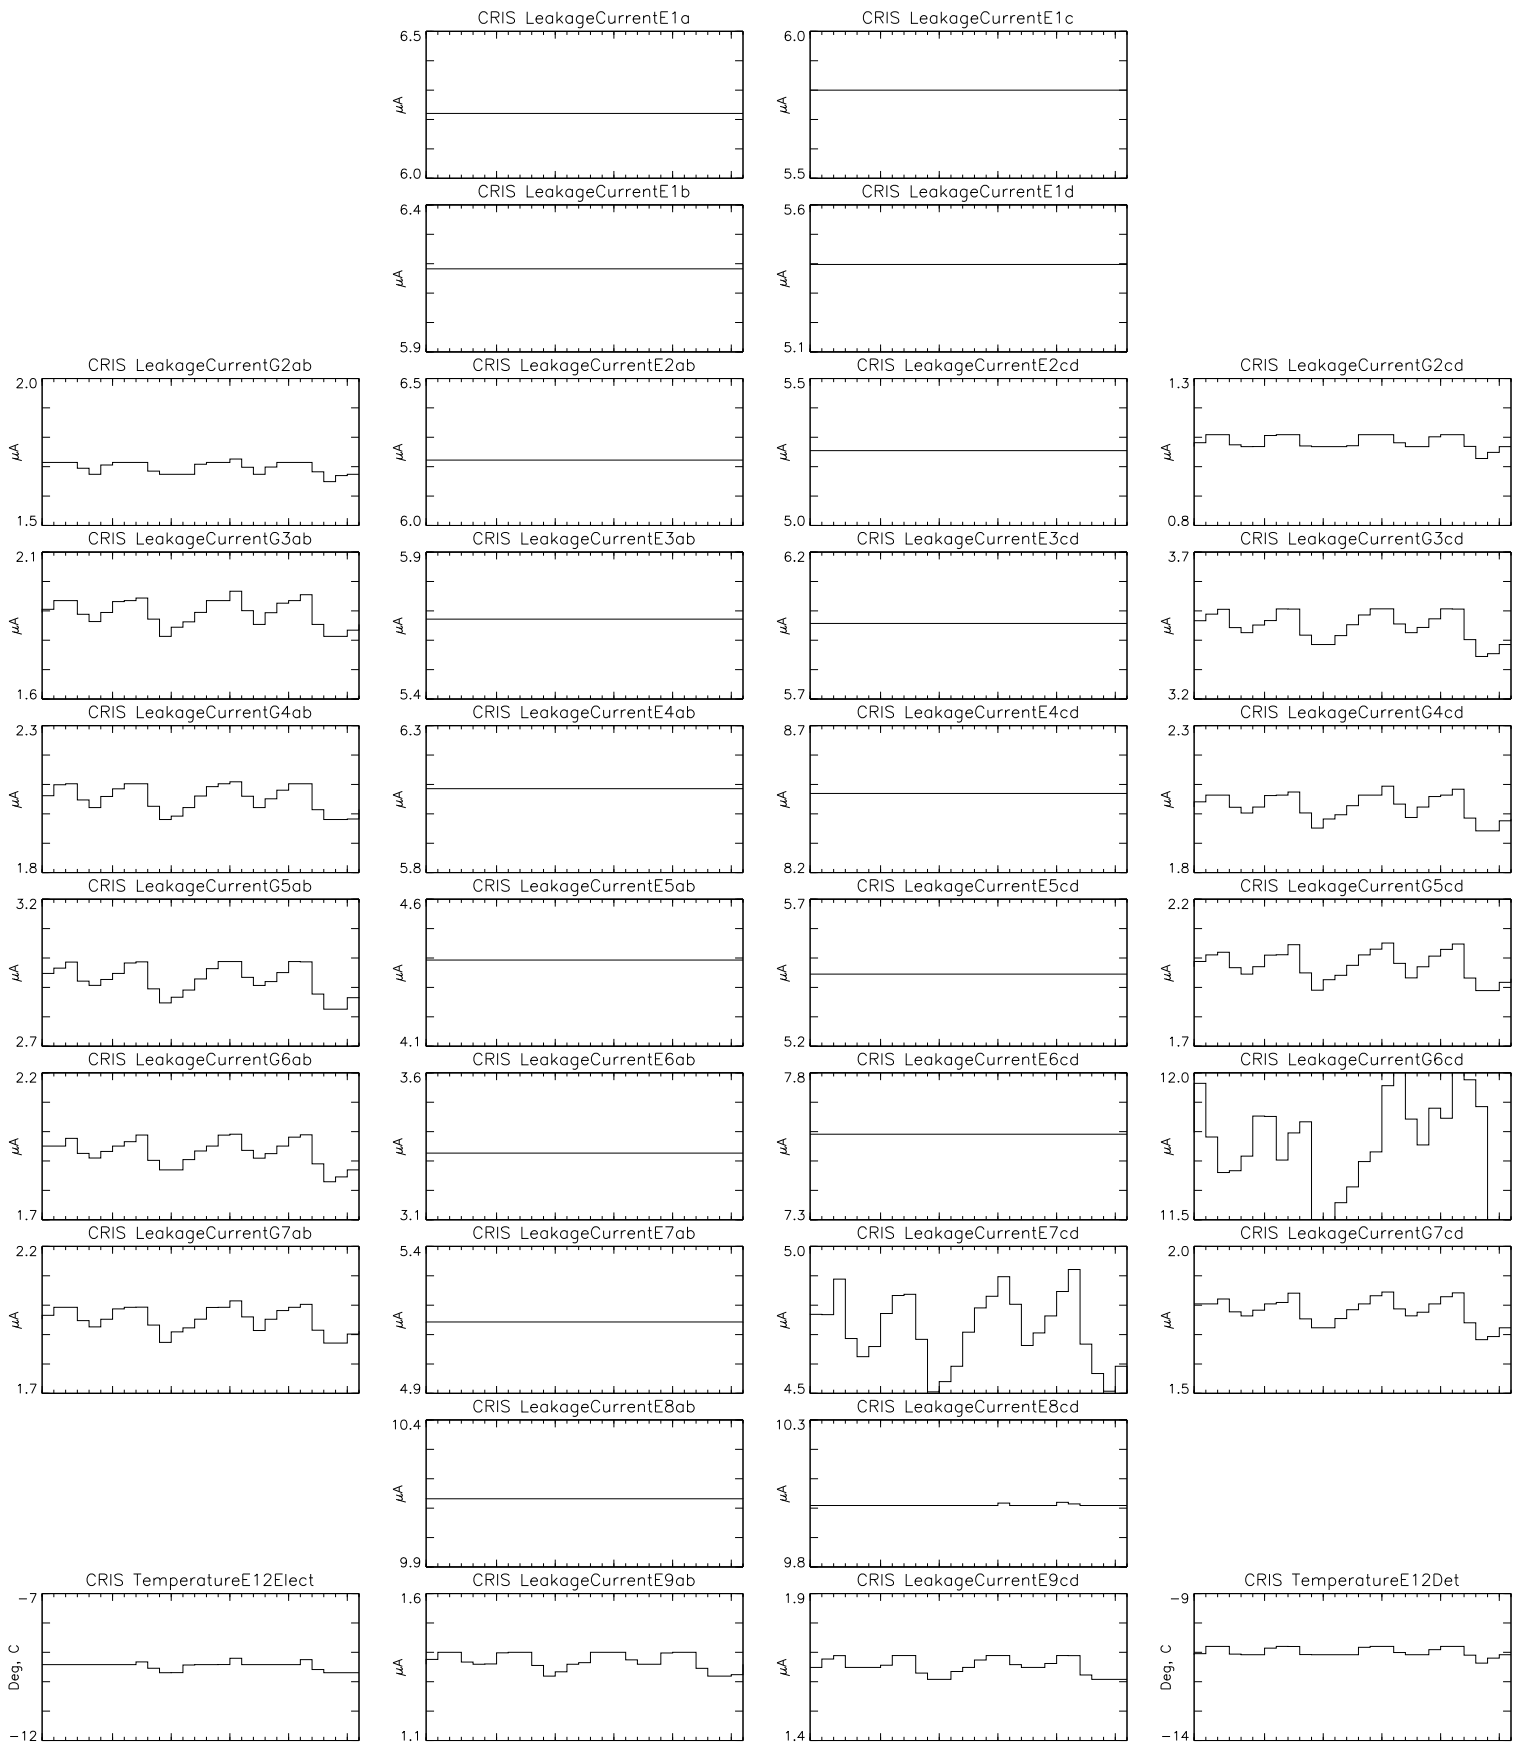 CRIS LeakageCurrentE1a
6.5
μA
6.0
CRIS LeakageCurrentE1c
6.0
μA
5.5
CRIS LeakageCurrentE1b
6.4
μA
5.9
CRIS LeakageCurrentE1d
5.6
μA
5.1
CRIS LeakageCurrentG2ab
2.0
μA
1.5
CRIS LeakageCurrentE2ab
6.5
μA
6.0
CRIS LeakageCurrentE2cd
5.5
μA
5.0
CRIS LeakageCurrentG2cd
1.3
μA
0.8
CRIS LeakageCurrentG3ab
2.1
μA
1.6
CRIS LeakageCurrentE3ab
5.9
μA
5.4
CRIS LeakageCurrentE3cd
6.2
μA
5.7
CRIS LeakageCurrentG3cd
3.7
μA
3.2
CRIS LeakageCurrentG4ab
2.3
μA
1.8
CRIS LeakageCurrentE4ab
6.3
μA
5.8
CRIS LeakageCurrentE4cd
8.7
μA
8.2
CRIS LeakageCurrentG4cd
2.3
μA
1.8
CRIS LeakageCurrentG5ab
3.2
μA
2.7
CRIS LeakageCurrentE5ab
4.6
μA
4.1
CRIS LeakageCurrentE5cd
5.7
μA
5.2
CRIS LeakageCurrentG5cd
2.2
μA
1.7
CRIS LeakageCurrentG6ab
2.2
μA
1.7
CRIS LeakageCurrentE6ab
3.6
μA
3.1
CRIS LeakageCurrentE6cd
7.8
μA
7.3
CRIS LeakageCurrentG6cd
12.0
μA
11.5
CRIS LeakageCurrentG7ab
2.2
μA
1.7
CRIS LeakageCurrentE7ab
5.4
μA
4.9
CRIS LeakageCurrentE7cd
5.0
μA
4.5
CRIS LeakageCurrentG7cd
2.0
μA
1.5
CRIS LeakageCurrentE8ab
10.4
μA
9.9
CRIS LeakageCurrentE8cd
10.3
μA
9.8
CRIS TemperatureE12Elect
-7
Deg, C
-12
CRIS LeakageCurrentE9ab
1.6
μA
1.1
CRIS LeakageCurrentE9cd
1.9
μA
1.4
CRIS TemperatureE12Det
-9
Deg, C
-14